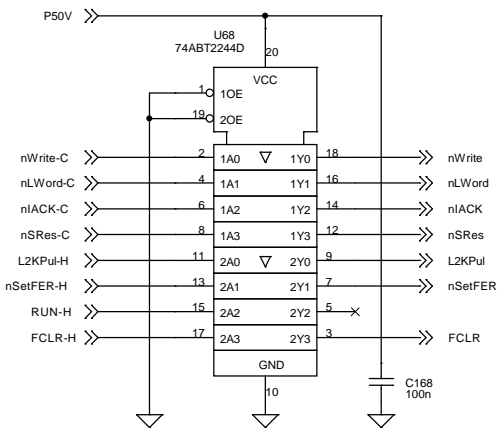 P50V
U68
74ABT2244D
20
VCC
1 1OE
19 2OE
nWrite-C 2 1A0 1Y0 18 nWrite
nLWord-C 4 1A1 1Y1 16 nLWord
nIACK-C 6 1A2 1Y2 14 nIACK
nSRes-C 8 1A3 1Y3 12 nSRes
L2KPul-H 11 2A0 2Y0 9 L2KPul
nSetFER-H 13 2A1 2Y1 7 nSetFER
RUN-H 15 2A2 2Y2 5
FCLR-H 17 2A3 2Y3 3 FCLR
GND
10
C168
100n